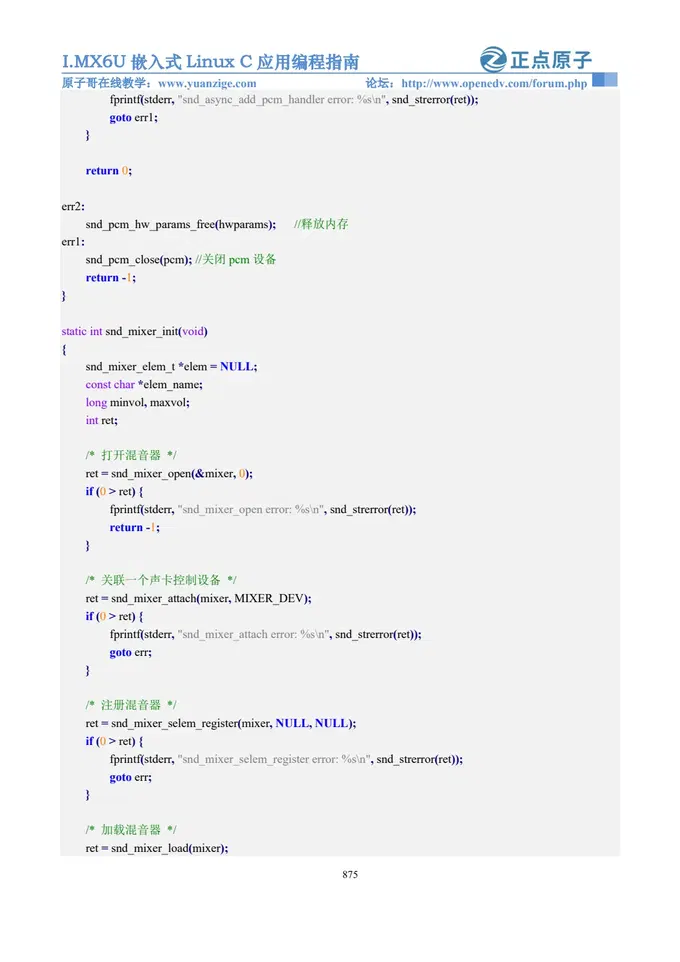 I.MX6U 嵌入式 Linux C 应用编程指南
正点原子
原子哥在线教学：www.yuanzige.com 论坛：http://www.openedv.com/forum.php
fprintf(stderr, "snd_async_add_pcm_handler error: %s\n", snd_strerror(ret));
goto err1;
}
return 0;
err2:
snd_pcm_hw_params_free(hwparams); //释放内存
err1:
snd_pcm_close(pcm); //关闭 pcm 设备
return -1;
}
static int snd_mixer_init(void)
{
snd_mixer_elem_t *elem = NULL;
const char *elem_name;
long minvol, maxvol;
int ret;
/* 打开混音器 */
ret = snd_mixer_open(&mixer, 0);
if (0 > ret) {
fprintf(stderr, "snd_mixer_open error: %s\n", snd_strerror(ret));
return -1;
}
/* 关联一个声卡控制设备 */
ret = snd_mixer_attach(mixer, MIXER_DEV);
if (0 > ret) {
fprintf(stderr, "snd_mixer_attach error: %s\n", snd_strerror(ret));
goto err;
}
/* 注册混音器 */
ret = snd_mixer_selem_register(mixer, NULL, NULL);
if (0 > ret) {
fprintf(stderr, "snd_mixer_selem_register error: %s\n", snd_strerror(ret));
goto err;
}
/* 加载混音器 */
ret = snd_mixer_load(mixer);
875